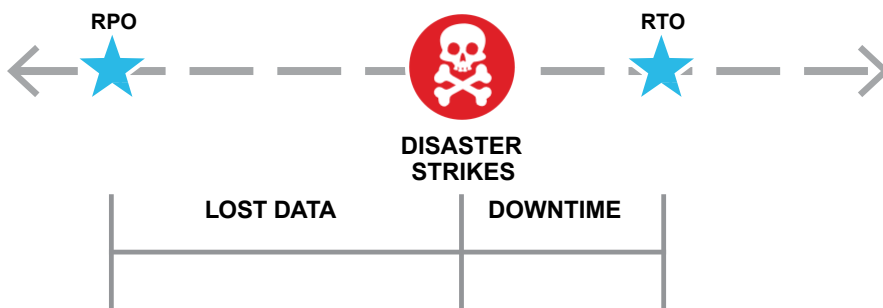 RPO
RTO
DISASTER
STRIKES
LOST DATA
DOWNTIME